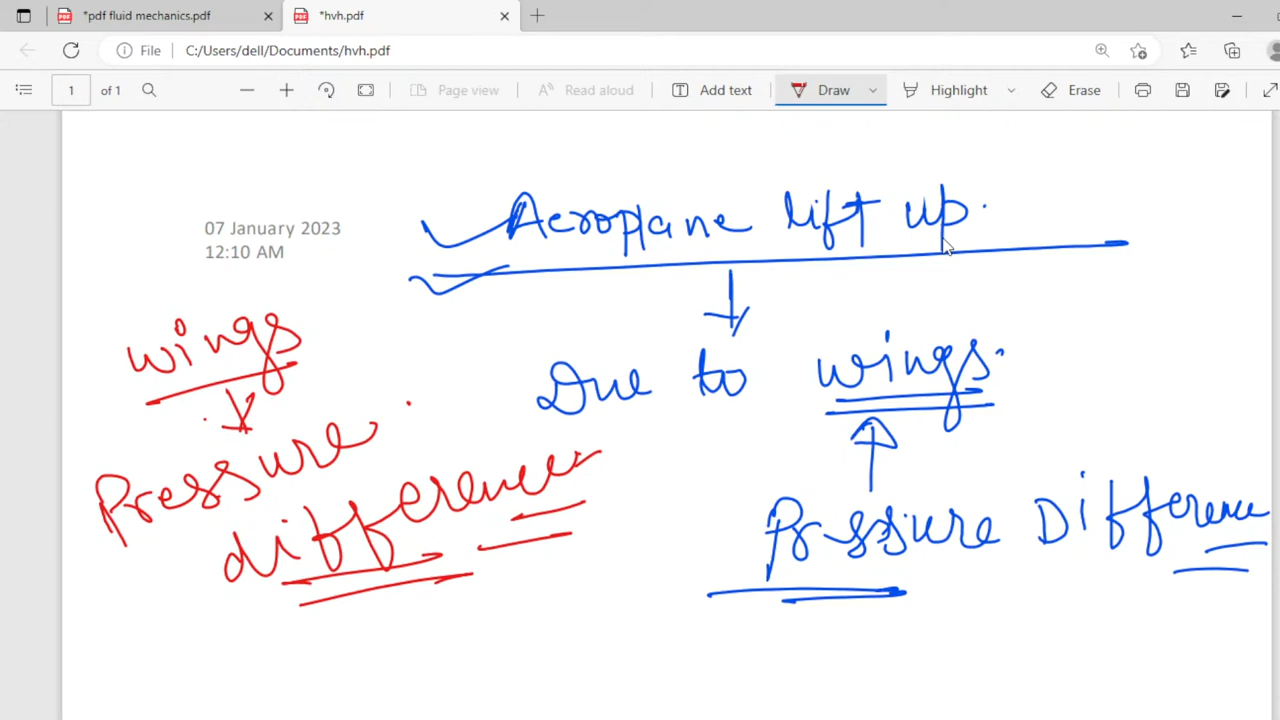 *pdf fluid mechanics.pdf
*hvh.pdf
File C:/Users/dell/Documents/hvh.pdf
1 of 1
Page view
Read aloud
Add text
Draw
Highlight
Erase
07 January 2023
12:10 AM
Aeroplane lift up.
Due to wings.
Pressure Difference
wings
Pressure
difference